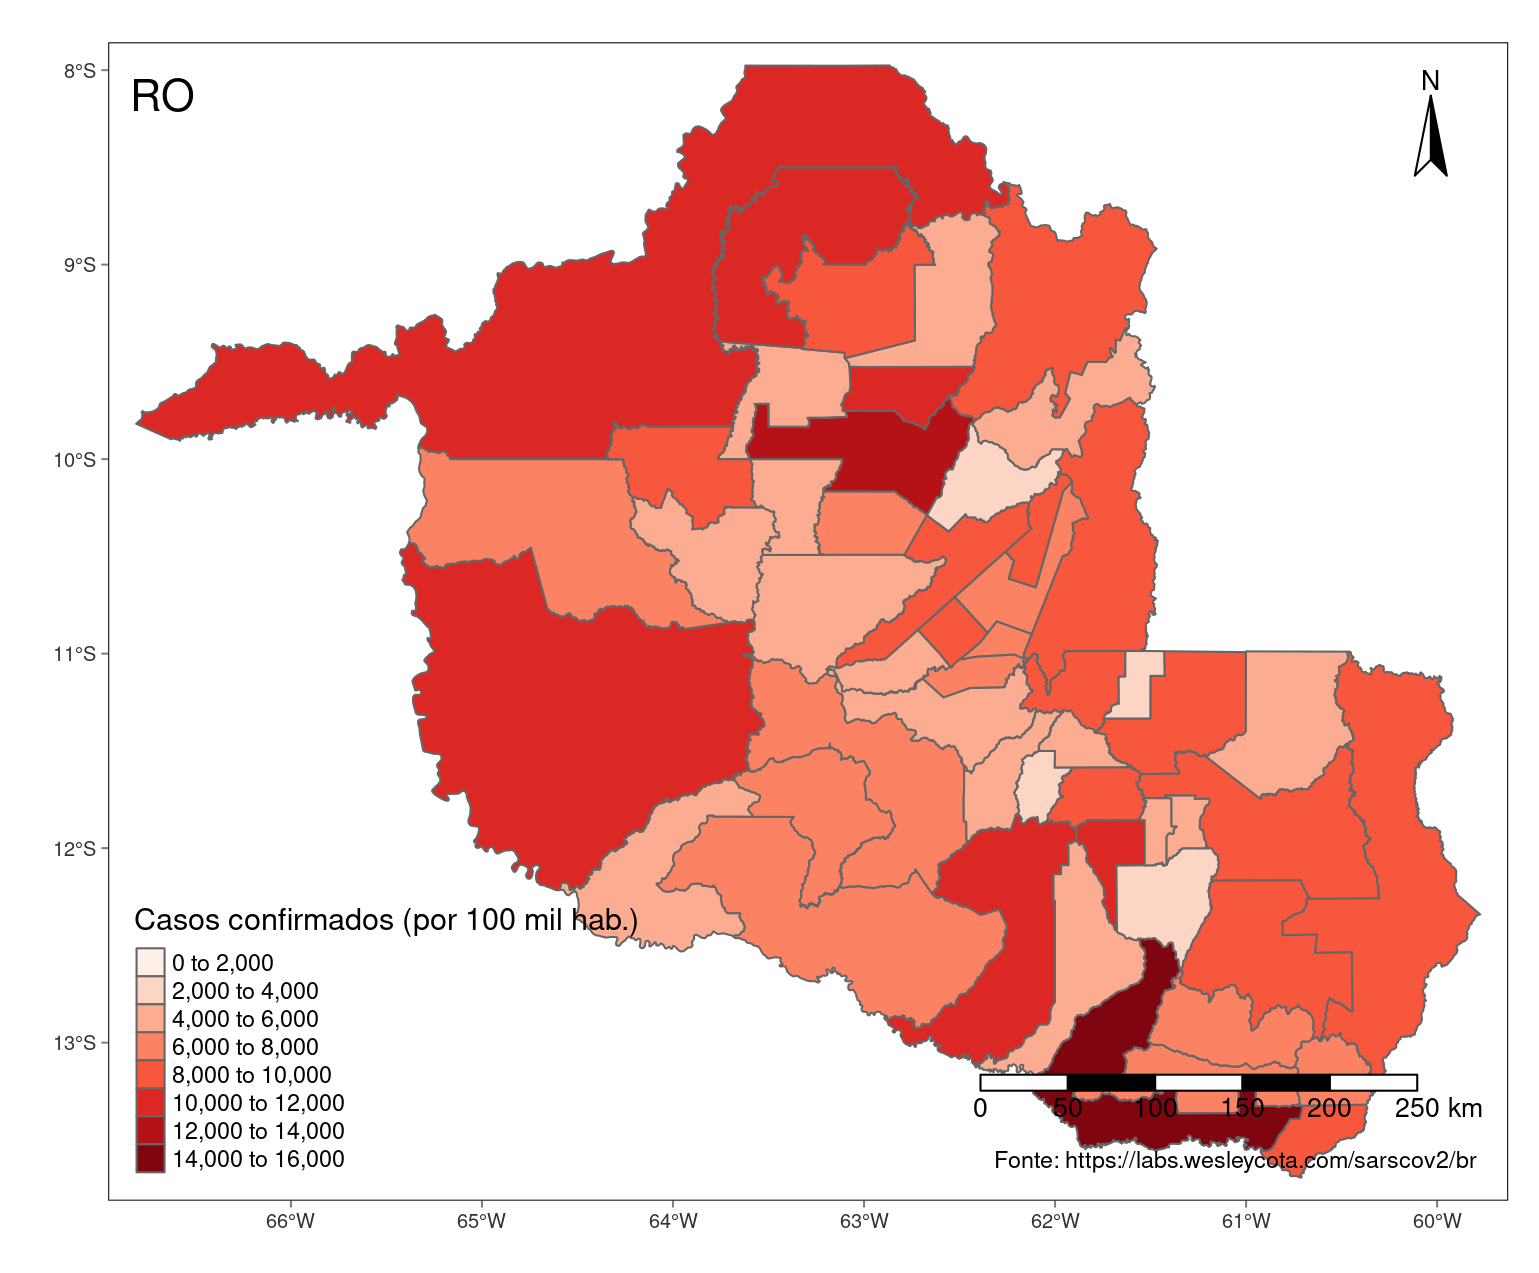 RO
N
8°S
9°S
10°S
11°S
12°S
13°S
Casos confirmados (por 100 mil hab.)
0 to 2,000
2,000 to 4,000
4,000 to 6,000
6,000 to 8,000
8,000 to 10,000
10,000 to 12,000
12,000 to 14,000
14,000 to 16,000
0 50 100 150 200 250 km
Fonte: https://labs.wesleycota.com/sarscov2/br
66°W 65°W 64°W 63°W 62°W 61°W 60°W